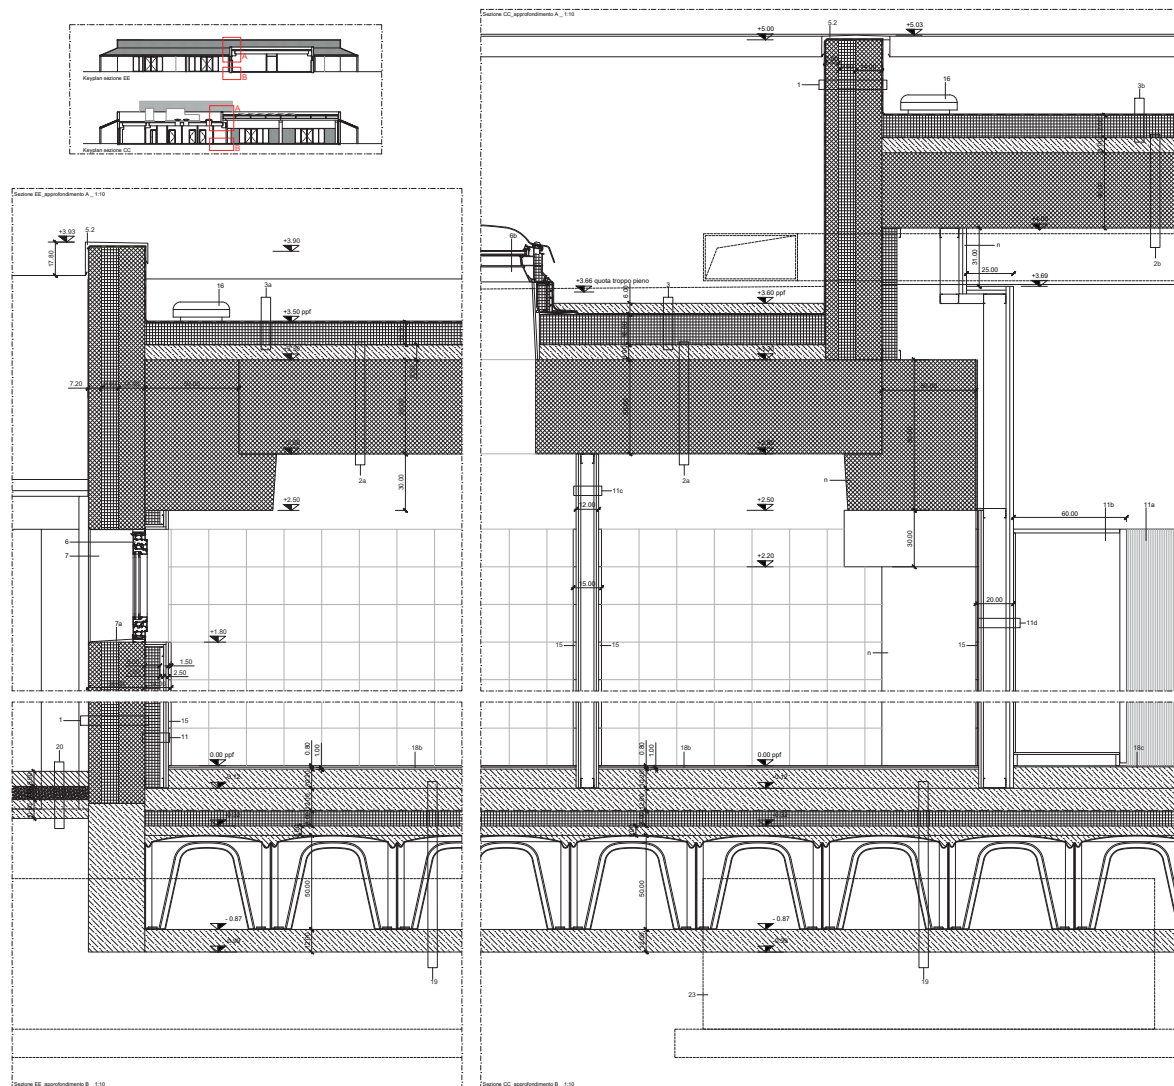 A
B
Keyplan sezione EE
A
B
Keyplan sezione CC
Sezione EE_approfondimento A _ 1:10
+3.93
5.2
17.80
+3.90
16
3a
+3.50 ppf
7.20
2a
30.00
+2.50
6
7
7a
+1.80
1.50
2.50
1
15
11
20
0.00 ppf
0.80
1.00
18b
50.00
- 0.87
19
Sezione EE_approfondimento B 1:10
Sezione CC_approfondimento A _ 1:10
+5.00
5.2
+5.03
1
16
3b
6b
n
31.00
25.00
2b
+3.69
+3.66 quota troppo pieno
6.00
3
+3.60 ppf
2a
11c
12.00
n
+2.50
30.00
60.00
11b
11a
+2.20
15.00
20.00
11d
15
15
n
15
0.80
1.00
18b
0.00 ppf
18c
50.00
- 0.87
23
19
Sezione CC_approfondimento B 1:10